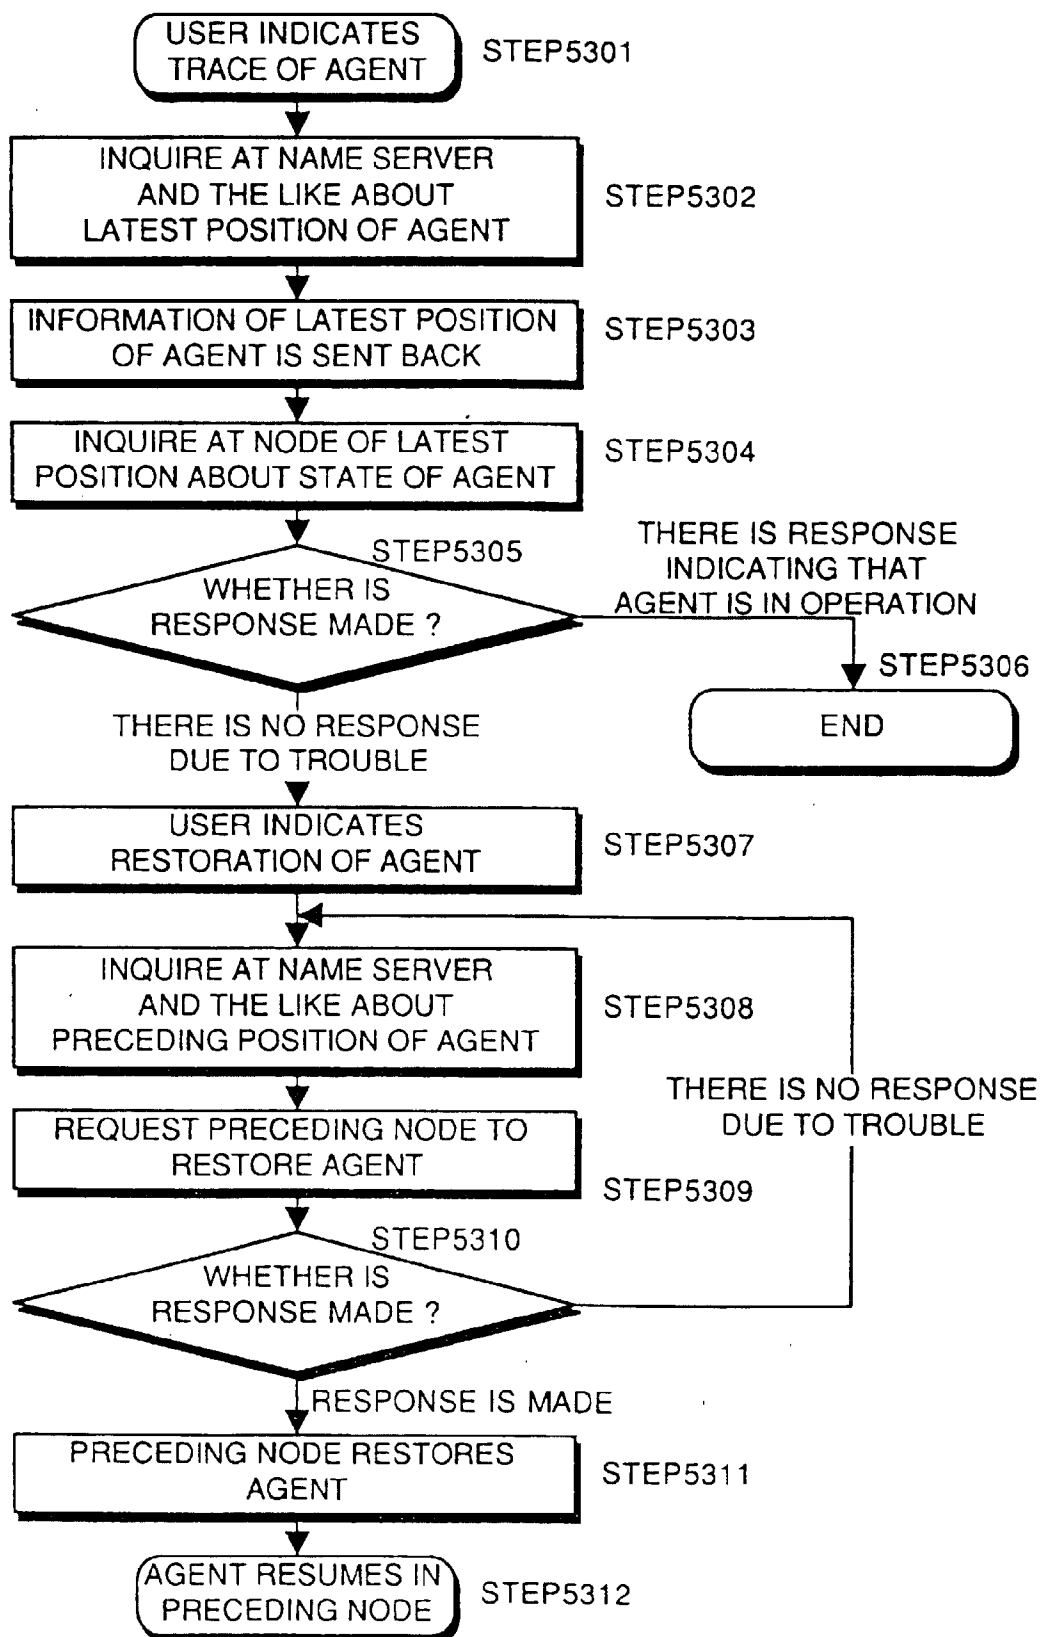 USER INDICATES
TRACE OF AGENT
STEP5301
INQUIRE AT NAME SERVER
AND THE LIKE ABOUT
LATEST POSITION OF AGENT
STEP5302
INFORMATION OF LATEST POSITION
OF AGENT IS SENT BACK
STEP5303
INQUIRE AT NODE OF LATEST
POSITION ABOUT STATE OF AGENT
STEP5304
STEP5305
WHETHER IS
RESPONSE MADE ?
THERE IS RESPONSE
INDICATING THAT
AGENT IS IN OPERATION
STEP5306
END
THERE IS NO RESPONSE
DUE TO TROUBLE
USER INDICATES
RESTORATION OF AGENT
STEP5307
INQUIRE AT NAME SERVER
AND THE LIKE ABOUT
PRECEDING POSITION OF AGENT
STEP5308
THERE IS NO RESPONSE
DUE TO TROUBLE
REQUEST PRECEDING NODE TO
RESTORE AGENT
STEP5309
STEP5310
WHETHER IS
RESPONSE MADE ?
RESPONSE IS MADE
PRECEDING NODE RESTORES
AGENT
STEP5311
AGENT RESUMES IN
PRECEDING NODE
STEP5312